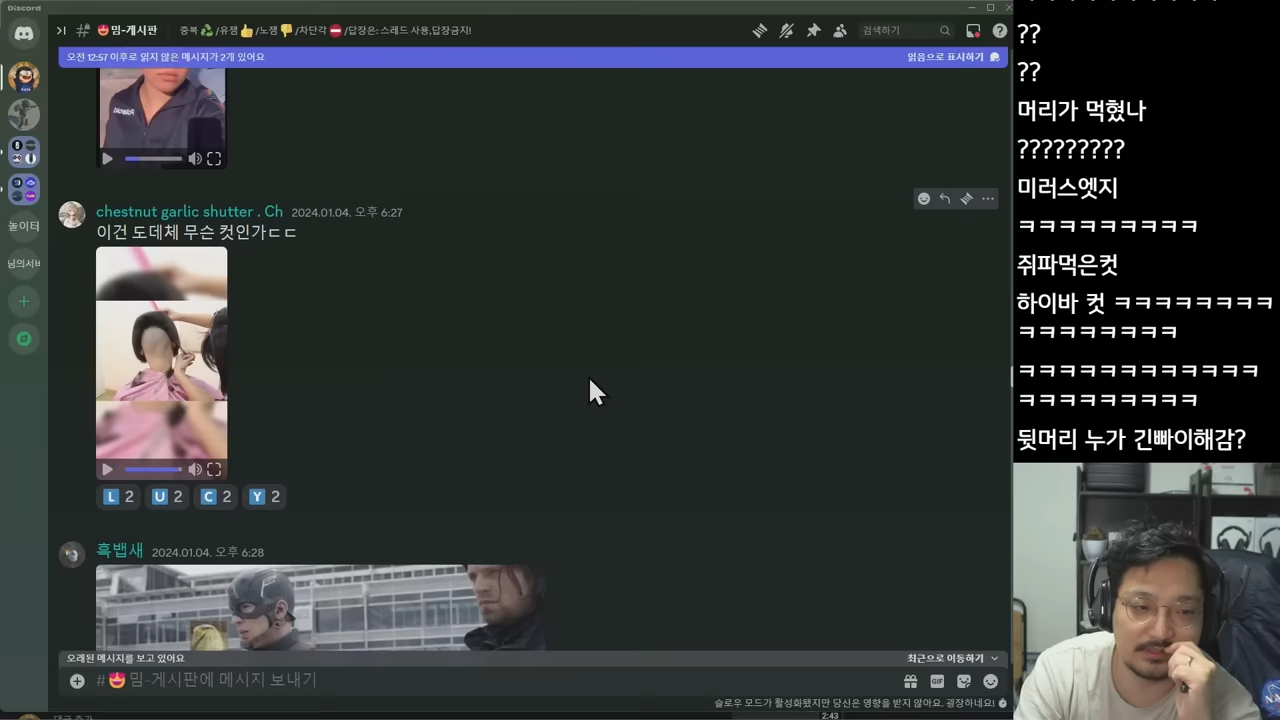 Discord
밈-게시판
중복 /유잼 /노잼 /차단각 /답장은: 스레드 사용,답장금지!
검색하기
오전 12:57 이후로 읽지 않은 메시지가 2개 있어요
읽음으로 표시하기
chestnut garlic shutter . Ch 2024.01.04. 오후 6:27
이건 도데체 무슨 컷인가ㄷㄷ
L 2 U 2 C 2 Y 2
흑뱁새 2024.01.04. 오후 6:28
놀이터
님의서버
오래된 메시지를 보고 있어요
최근으로 이동하기
#밈-게시판에 메시지 보내기
GIF
슬로우 모드가 활성화됐지만 당신은 영향을 받지 않아요. 굉장하네요!
2:43
??
??
머리가 먹혔나
?????????
미러스엣지
ㅋㅋㅋㅋㅋㅋㅋㅋㅋ
쥐파먹은컷
하이바 컷 ㅋㅋㅋㅋㅋㅋㅋㅋ
ㅋㅋㅋㅋㅋㅋㅋㅋ
ㅋㅋㅋㅋㅋㅋㅋㅋㅋㅋㅋㅋ
ㅋㅋㅋㅋㅋㅋㅋㅋㅋ
뒷머리 누가 긴빠이해감?